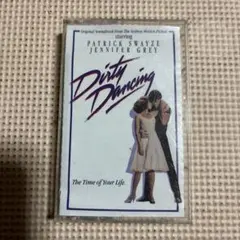 Original Soundtrack From The Vestron Motion Picture
starring
PATRICK SWAYZE
JENNIFER GREY
Dirty
Dancing
The Time of Your Life.